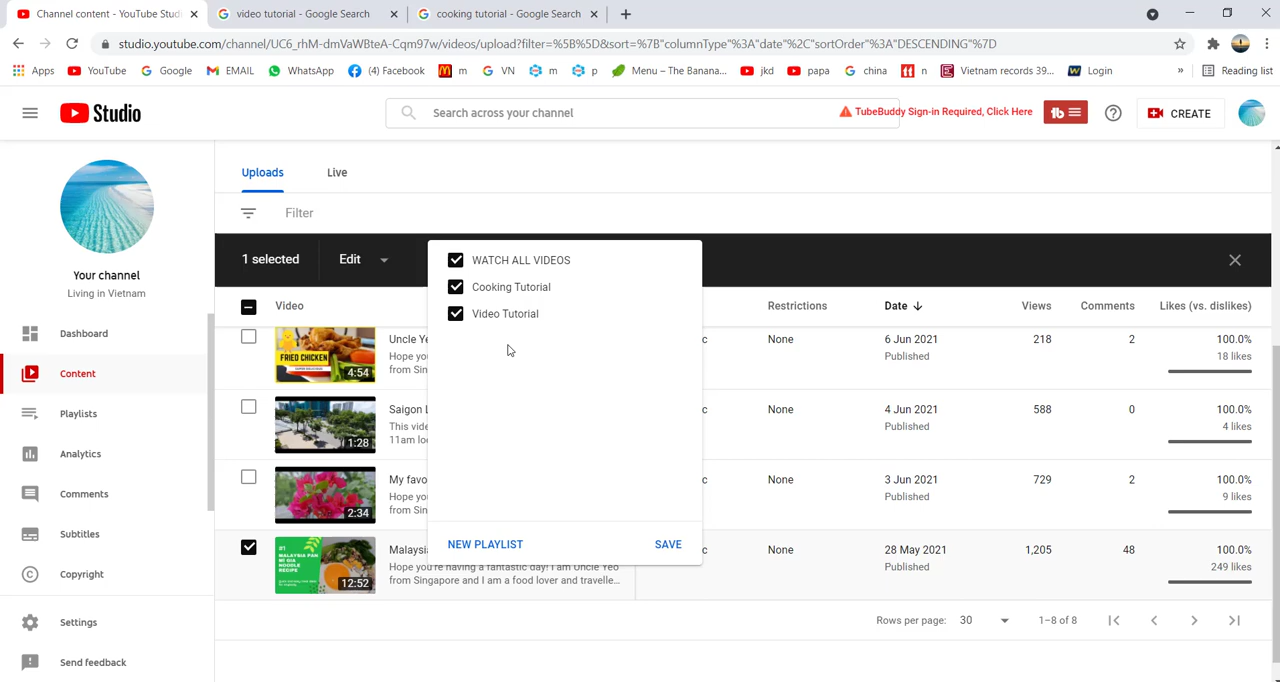 Channel content - YouTube Studi
video tutorial - Google Search
cooking tutorial - Google Search
studio.youtube.com/channel/UC6_rhM-dmVaWBteA-Cqm97w/videos/upload?filter=%5B%5D&sort=%7B"columnType"%3A"date"%2C"sortOrder"%3A"DESCENDING"%7D
Apps YouTube Google EMAIL WhatsApp (4) Facebook m VN m p Menu – The Banana... jkd papa china n Vietnam records 39... Login » Reading list
Studio
Search across your channel
TubeBuddy Sign-in Required, Click Here
tb
CREATE
Your channel
Living in Vietnam
Dashboard
Content
Playlists
Analytics
Comments
Subtitles
Copyright
Settings
Send feedback
Uploads Live
Filter
1 selected Edit
WATCH ALL VIDEOS
Cooking Tutorial
Video Tutorial
NEW PLAYLIST SAVE
Video Restrictions Date Views Comments Likes (vs. dislikes)
FRIED CHICKEN
4:54
Uncle Ye
Hope you
from Sin
c None 6 Jun 2021 218 2 100.0%
Published 18 likes
1:28
Saigon L
This vide
11am loc
c None 4 Jun 2021 588 0 100.0%
Published 4 likes
2:34
My favo
Hope you
from Sin
c None 3 Jun 2021 729 2 100.0%
Published 9 likes
#1
MALAYSIA PAN
MI GIA
NOODLE
RECIPE
12:52
Malaysi
Hope you're having a fantastic day! I am Uncle Yeo
from Singapore and I am a food lover and travelle...
None 28 May 2021 1,205 48 100.0%
Published 249 likes
Rows per page: 30 1–8 of 8